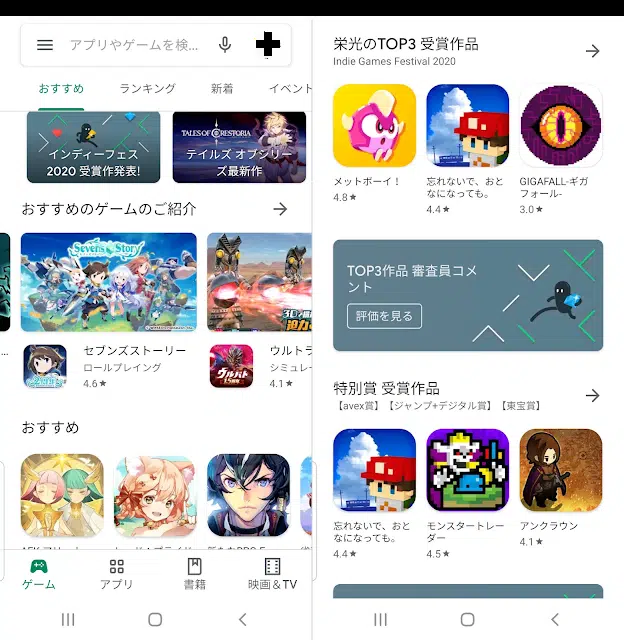 アプリやゲームを検...
おすすめ
ランキング
新着
イベント
インディーフェス
2020 受賞作発表!
TALES OF CRESTORIA
テイルズ オブシリー
ズ最新作
おすすめのゲームのご紹介
Sevens Story
セブンズストーリー
ロールプレイング
4.6★
ウルトラ
シミュレー
4.1★
おすすめ
ゲーム
アプリ
書籍
映画＆TV
栄光のTOP3 受賞作品
Indie Games Festival 2020
メットボーイ！
4.8★
忘れないで、おと
なになっても。
4.4★
GIGAFALL-ギガ
フォール-
3.0★
TOP3作品 審査員コメ
ント
評価を見る
特別賞 受賞作品
【avex賞】【ジャンプ+デジタル賞】【東宝賞】
忘れないで、おと
なになっても。
4.4★
モンスタートレー
ダー
4.5★
アンクラウン
4.1★